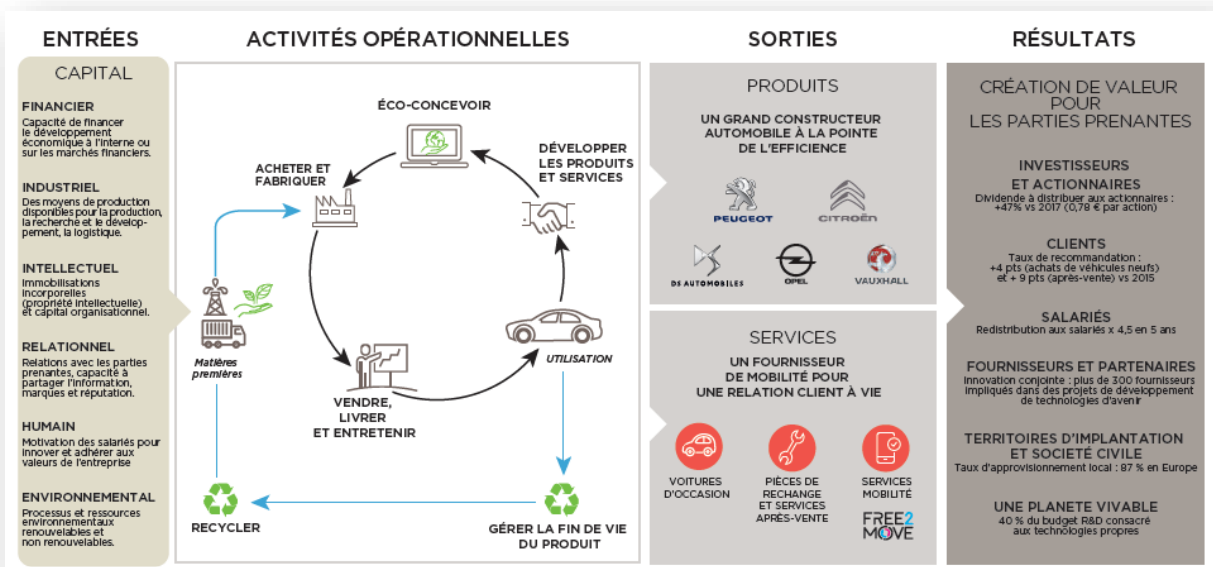 ENTRÉES
CAPITAL
FINANCIER
Capacité de financer
le développement
économique à l'interne ou
sur les marchés financiers.
INDUSTRIEL
Des moyens de production
disponibles pour la production,
la recherche et le dévelop-
pement, la logistique.
INTELLECTUEL
Immobilisations
incorporelles
(propriété intellectuelle)
et capital organisationnel.
RELATIONNEL
Relations avec les parties
prenantes, capacité à
partager l'information,
marques et réputation.
HUMAIN
Motivation des salariés pour
innover et adhérer aux
valeurs de l'entreprise
ENVIRONNEMENTAL
Processus et ressources
environnementaux
renouvelables et
non renouvelables.
ACTIVITÉS OPÉRATIONNELLES
ÉCO-CONCEVOIR
ACHETER ET
FABRIQUER
DÉVELOPPER
LES PRODUITS
ET SERVICES
Matières
premières
UTILISATION
VENDRE,
LIVRER
ET ENTRETENIR
RECYCLER
GÉRER LA FIN DE VIE
DU PRODUIT
SORTIES
PRODUITS
UN GRAND CONSTRUCTEUR
AUTOMOBILE À LA POINTE
DE L'EFFICIENCE
PEUGEOT
CITROËN
DS AUTOMOBILES
OPEL
VAUXHALL
SERVICES
UN FOURNISSEUR
DE MOBILITÉ POUR
UNE RELATION CLIENT À VIE
VOITURES
D'OCCASION
PIÈCES DE
RECHANGE
ET SERVICES
APRÈS-VENTE
SERVICES
MOBILITÉ
FREE2
MOVE
RÉSULTATS
CRÉATION DE VALEUR
POUR
LES PARTIES PRENANTES
INVESTISSEURS
ET ACTIONNAIRES
Dividende à distribuer aux actionnaires :
+47% vs 2017 (0,78 € par action)
CLIENTS
Taux de recommandation :
+4 pts (achats de véhicules neufs)
et + 9 pts (après-vente) vs 2015
SALARIÉS
Redistribution aux salariés x 4,5 en 5 ans
FOURNISSEURS ET PARTENAIRES
Innovation conjointe : plus de 300 fournisseurs
impliqués dans des projets de développement
de technologies d'avenir
TERRITOIRES D'IMPLANTATION
ET SOCIETÉ CIVILE
Taux d'approvisionnement local : 87 % en Europe
UNE PLANETE VIVABLE
40 % du budget R&D consacré
aux technologies propres